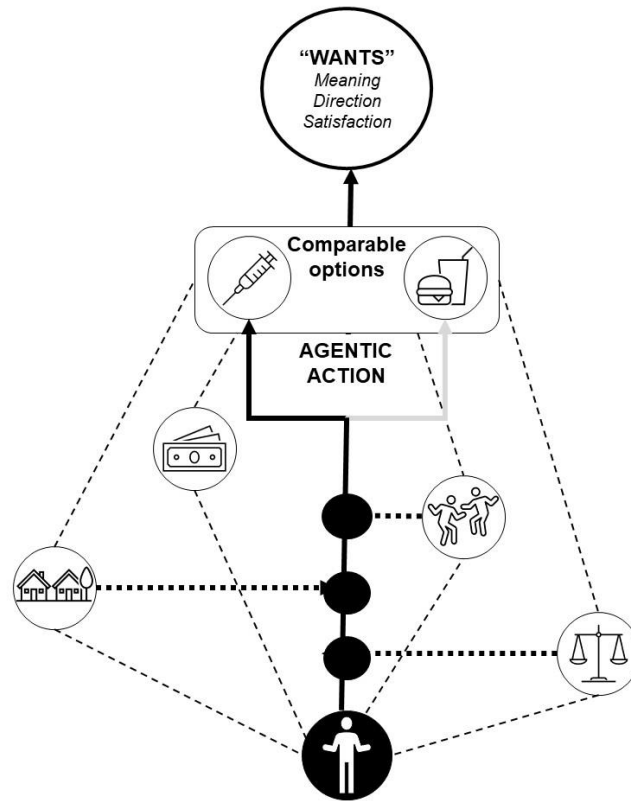 “WANTS”
Meaning
Direction
Satisfaction
Comparable
options
AGENTIC
ACTION